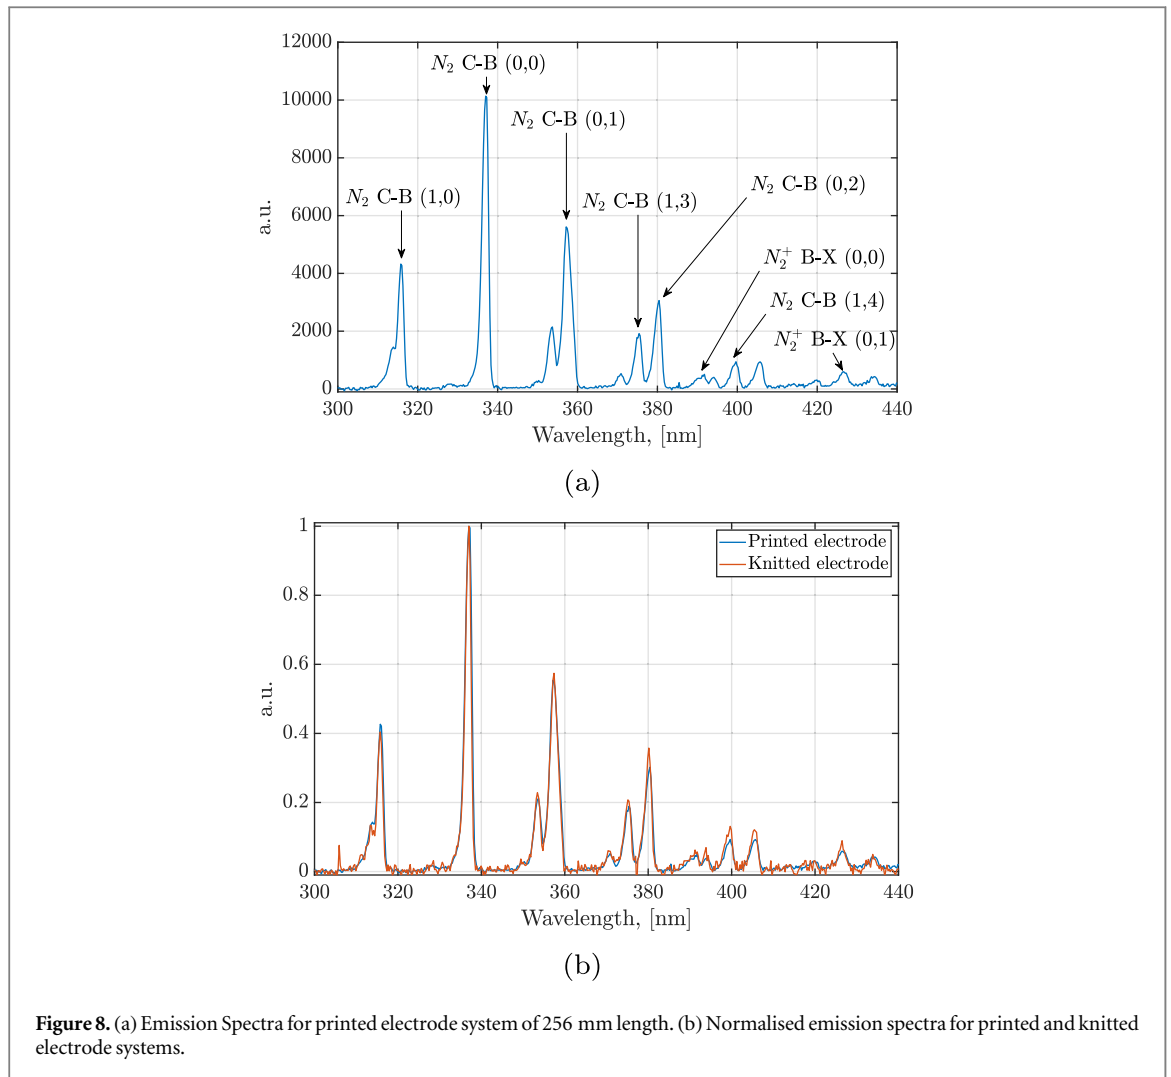 12000
10000
8000
6000
4000
2000
0
a.u.
N₂ C-B (0,0)
N₂ C-B (0,1)
N₂ C-B (1,0)
N₂ C-B (1,3)
N₂ C-B (0,2)
N₂⁺ B-X (0,0)
N₂ C-B (1,4)
N₂⁺ B-X (0,1)
300 320 340 360 380 400 420 440
Wavelength, [nm]
(a)
1
0.8
0.6
0.4
0.2
0
a.u.
Printed electrode
Knitted electrode
300 320 340 360 380 400 420 440
Wavelength, [nm]
(b)
Figure 8. (a) Emission Spectra for printed electrode system of 256 mm length. (b) Normalised emission spectra for printed and knitted
electrode systems.